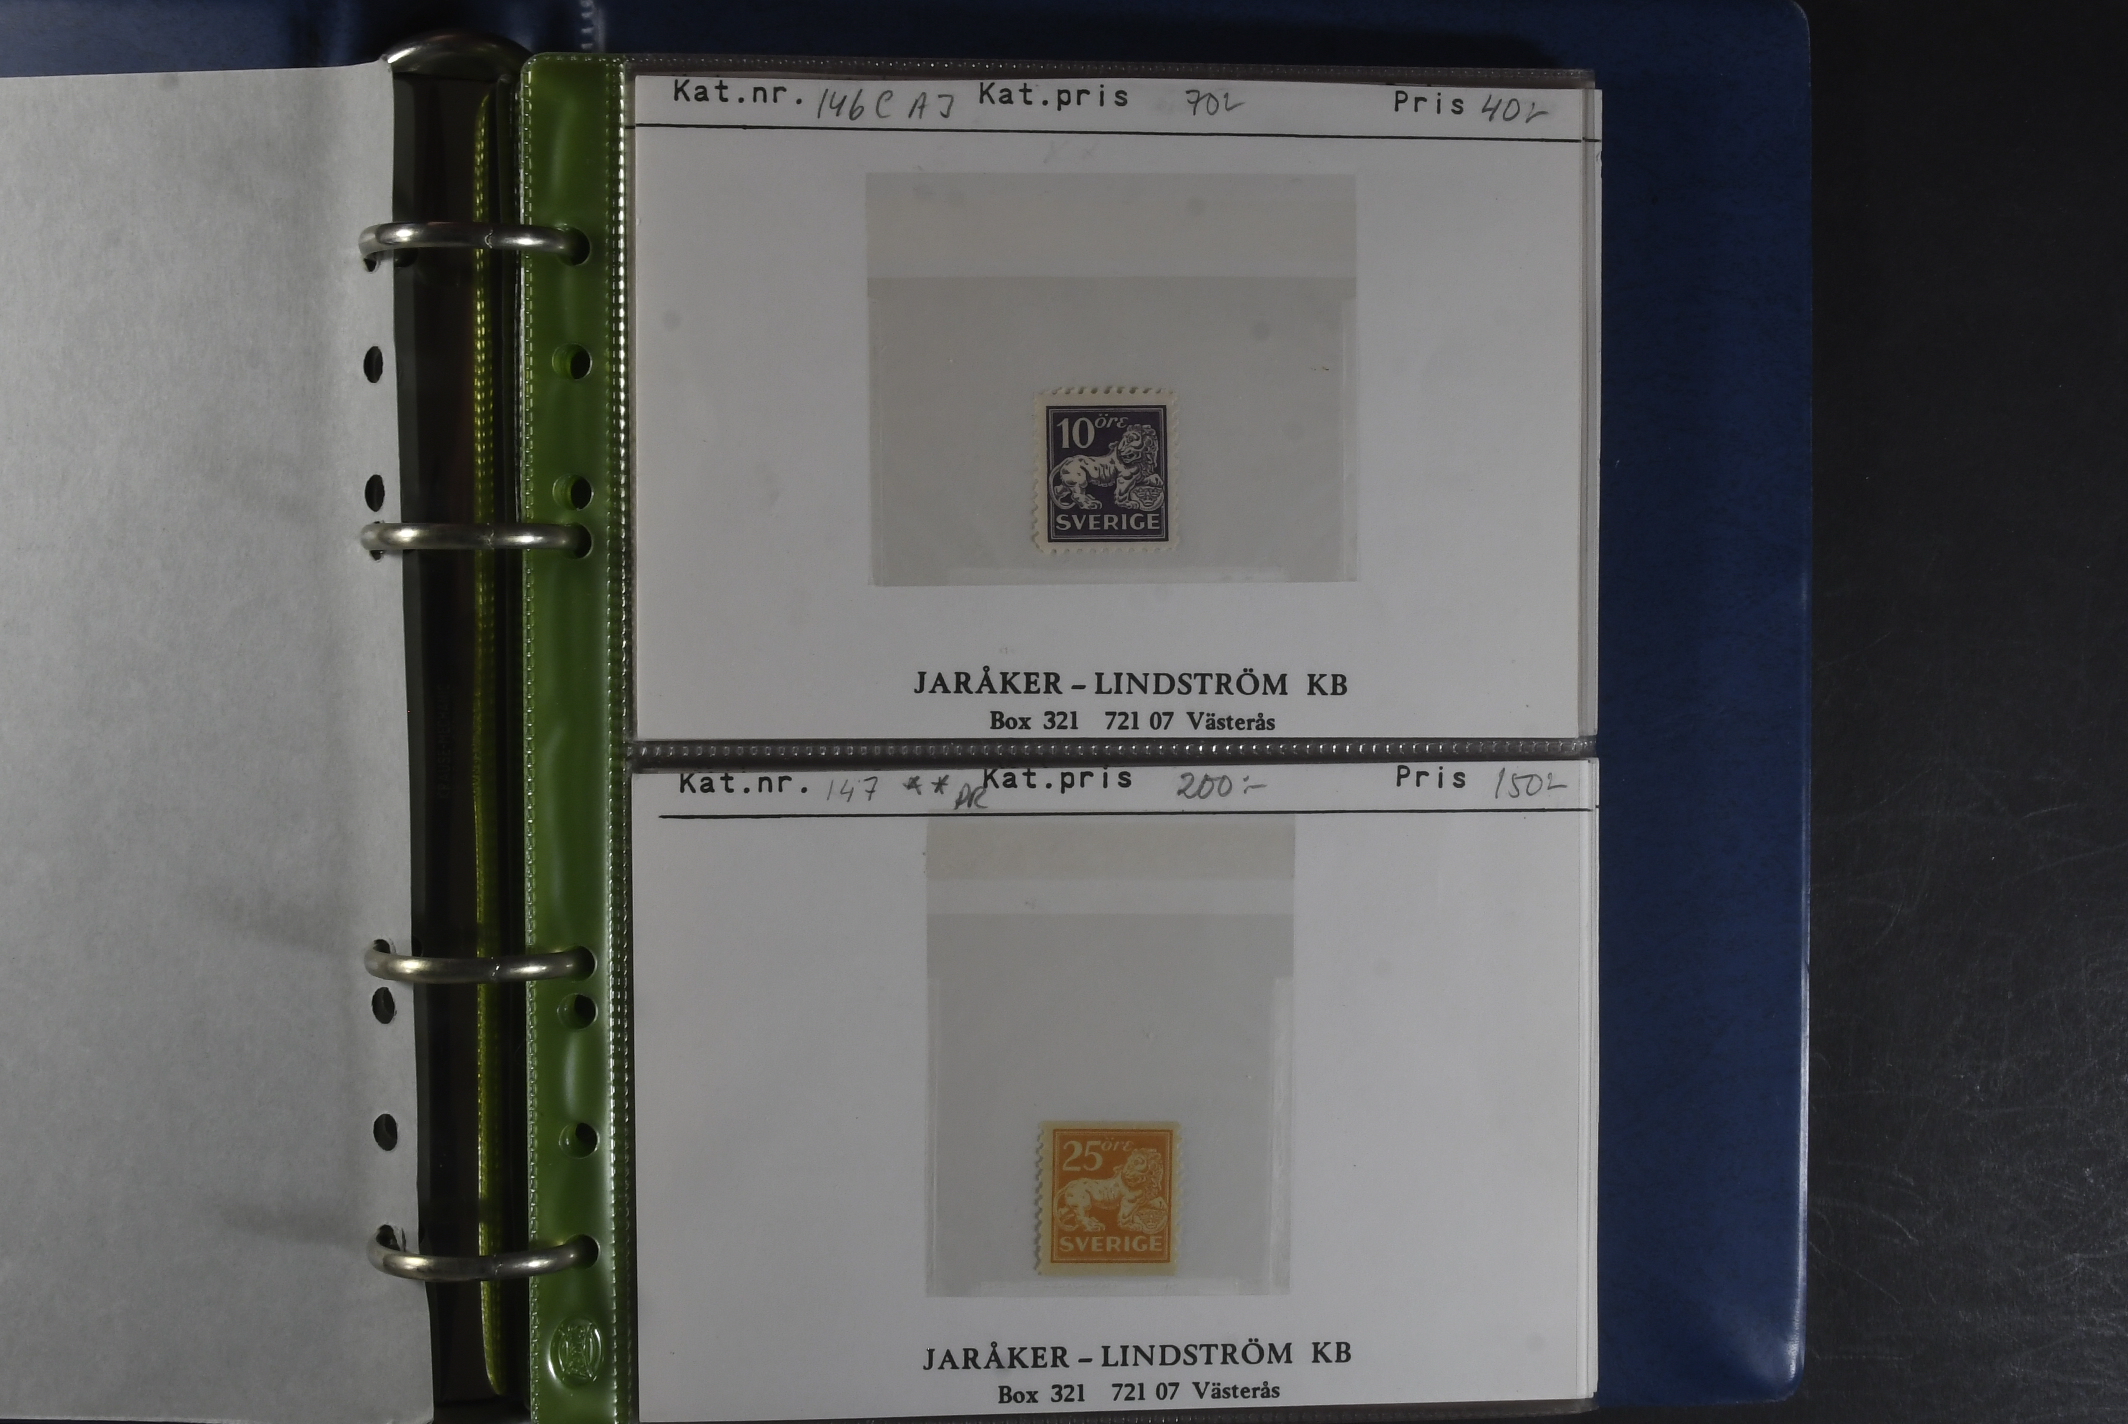 Kat.nr. 146 C A J Kat.pris 70:- Pris 40:-
10 öre
SVERIGE
JARÅKER – LINDSTRÖM KB
Box 321 721 07 Västerås
Kat.nr. 147 ** PR Kat.pris 200:- Pris 150:-
25 öre
SVERIGE
JARÅKER – LINDSTRÖM KB
Box 321 721 07 Västerås